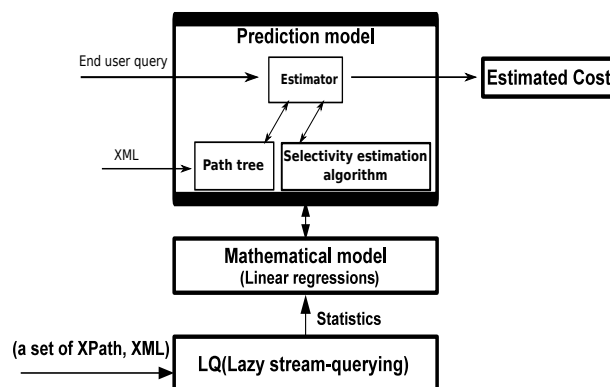 Prediction model
End user query
Estimator
Estimated Cost
XML
Path tree
Selectivity estimation
algorithm
Mathematical model
(Linear regressions)
Statistics
(a set of XPath, XML)
LQ(Lazy stream-querying)